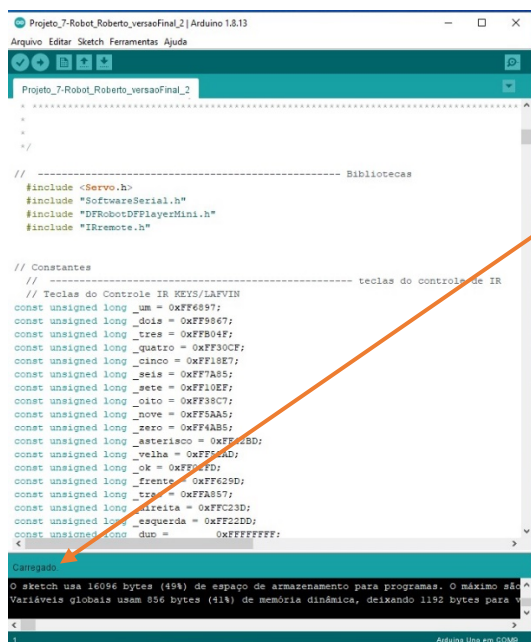 Projeto_7-Robot_Roberto_versaoFinal_2 | Arduino 1.8.13
Arquivo Editar Sketch Ferramentas Ajuda
Projeto_7-Robot_Roberto_versaoFinal_2
*
*
*/
// ---------------------------------------------- Bibliotecas
#include <Servo.h>
#include "SoftwareSerial.h"
#include "DFRobotDFPlayerMini.h"
#include "IRremote.h"
// Constantes
// ---------------------------------------------- teclas do controle de IR
// Teclas do Controle IR KEYS/LAFVIN
const unsigned long _um = 0xFF6897;
const unsigned long _dois = 0xFF9867;
const unsigned long _tres = 0xFFB04F;
const unsigned long _quatro = 0xFF30CF;
const unsigned long _cinco = 0xFF18E7;
const unsigned long _seis = 0xFF7A85;
const unsigned long _sete = 0xFF10EF;
const unsigned long _oito = 0xFF38C7;
const unsigned long _nove = 0xFF5AA5;
const unsigned long _zero = 0xFF4AB5;
const unsigned long _asterisco =
const unsigned long _velha =
const unsigned long _ok =
const unsigned long _frente = 0xFF629D;
const unsigned long = 0xFFA857;
const unsigned long = 0xFFC23D;
const unsigned long _esquerda = 0xFF22DD;
const unsigned long _dup = 0xFFFFFFFF;
Carregado.
O sketch usa 16096 bytes (49%) de espaço de armazenamento para programas. O máximo são
Variáveis globais usam 856 bytes (41%) de memória dinâmica, deixando 1192 bytes para
1
Arduino Uno em